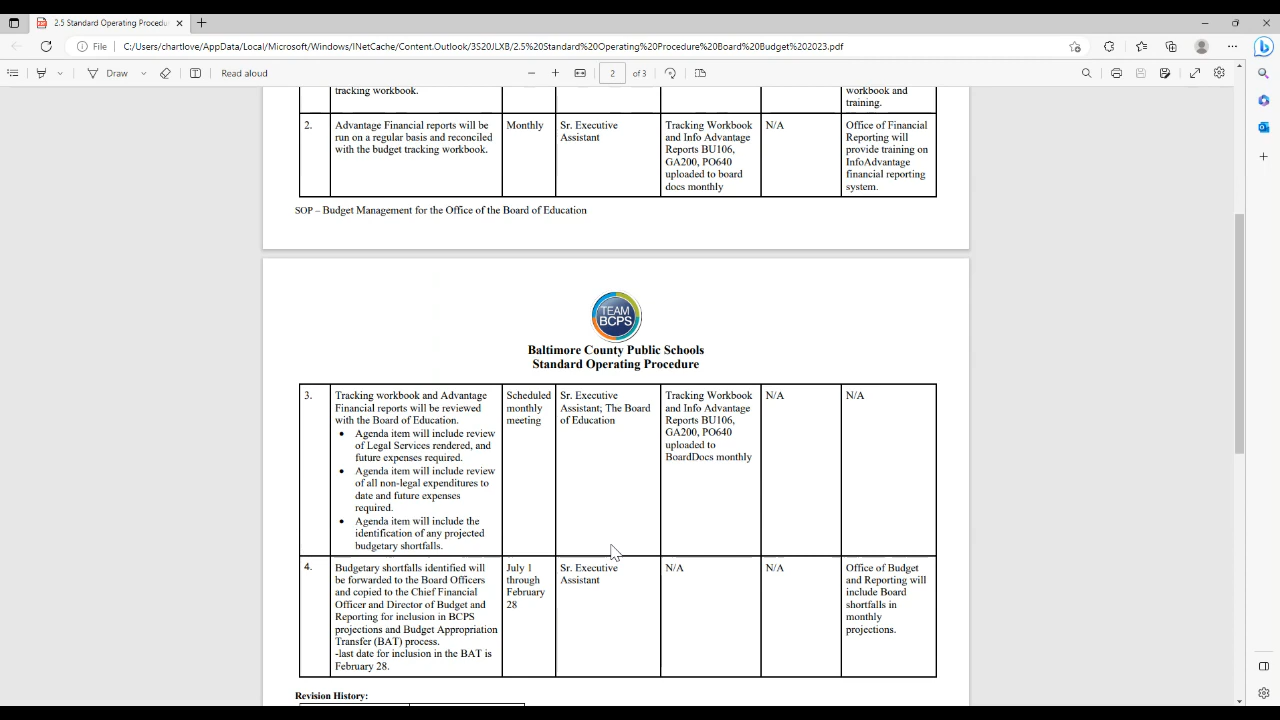 2.5 Standard Operating Procedu
File
C:/Users/chartlove/AppData/Local/Microsoft/Windows/INetCache/Content.Outlook/3S20JLXB/2.5%20Standard%20Operating%20Procedure%20Board%20Budget%202023.pdf
Draw
Read aloud
2
of 3
tracking workbook.
workbook and
training.
2.
Advantage Financial reports will be
run on a regular basis and reconciled
with the budget tracking workbook.
Monthly
Sr. Executive
Assistant
Tracking Workbook
and Info Advantage
Reports BU106,
GA200, PO640
uploaded to board
docs monthly
N/A
Office of Financial
Reporting will
provide training on
InfoAdvantage
financial reporting
system.
SOP – Budget Management for the Office of the Board of Education
TEAM
BCPS
Baltimore County Public Schools
Standard Operating Procedure
3.
Tracking workbook and Advantage
Financial reports will be reviewed
with the Board of Education.
• Agenda item will include review
of Legal Services rendered, and
future expenses required.
• Agenda item will include review
of all non-legal expenditures to
date and future expenses
required.
• Agenda item will include the
identification of any projected
budgetary shortfalls.
Scheduled
monthly
meeting
Sr. Executive
Assistant; The Board
of Education
Tracking Workbook
and Info Advantage
Reports BU106,
GA200, PO640
uploaded to
BoardDocs monthly
N/A
N/A
4.
Budgetary shortfalls identified will
be forwarded to the Board Officers
and copied to the Chief Financial
Officer and Director of Budget and
Reporting for inclusion in BCPS
projections and Budget Appropriation
Transfer (BAT) process.
-last date for inclusion in the BAT is
February 28.
July 1
through
February
28
Sr. Executive
Assistant
N/A
N/A
Office of Budget
and Reporting will
include Board
shortfalls in
monthly
projections.
Revision History: